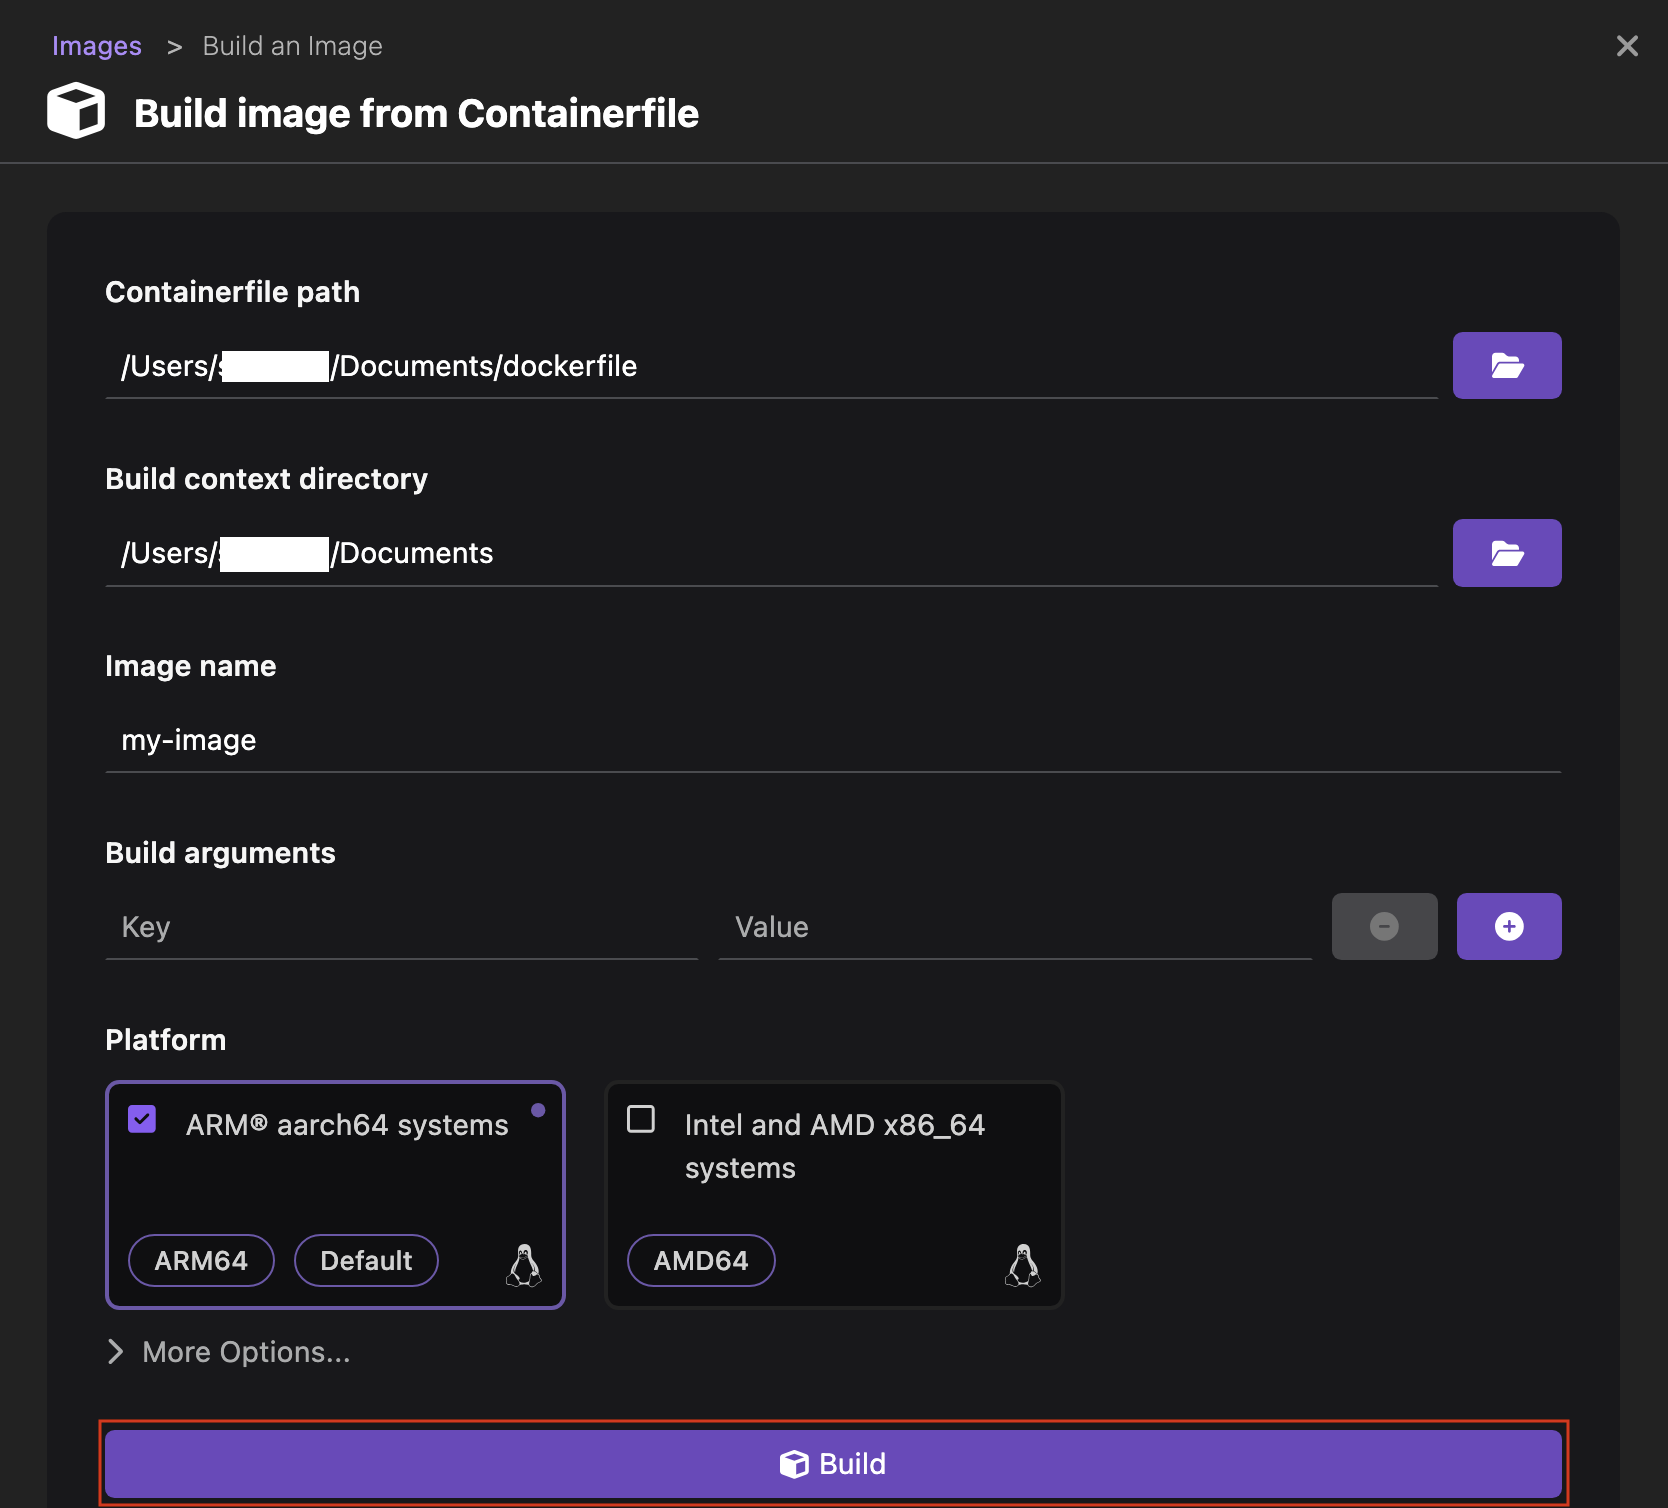 Images > Build an Image
Build image from Containerfile
Containerfile path
/Users/ /Documents/dockerfile
Build context directory
/Users/ /Documents
Image name
my-image
Build arguments
Key Value
Platform
ARM® aarch64 systems
ARM64 Default
Intel and AMD x86_64
systems
AMD64
More Options...
Build